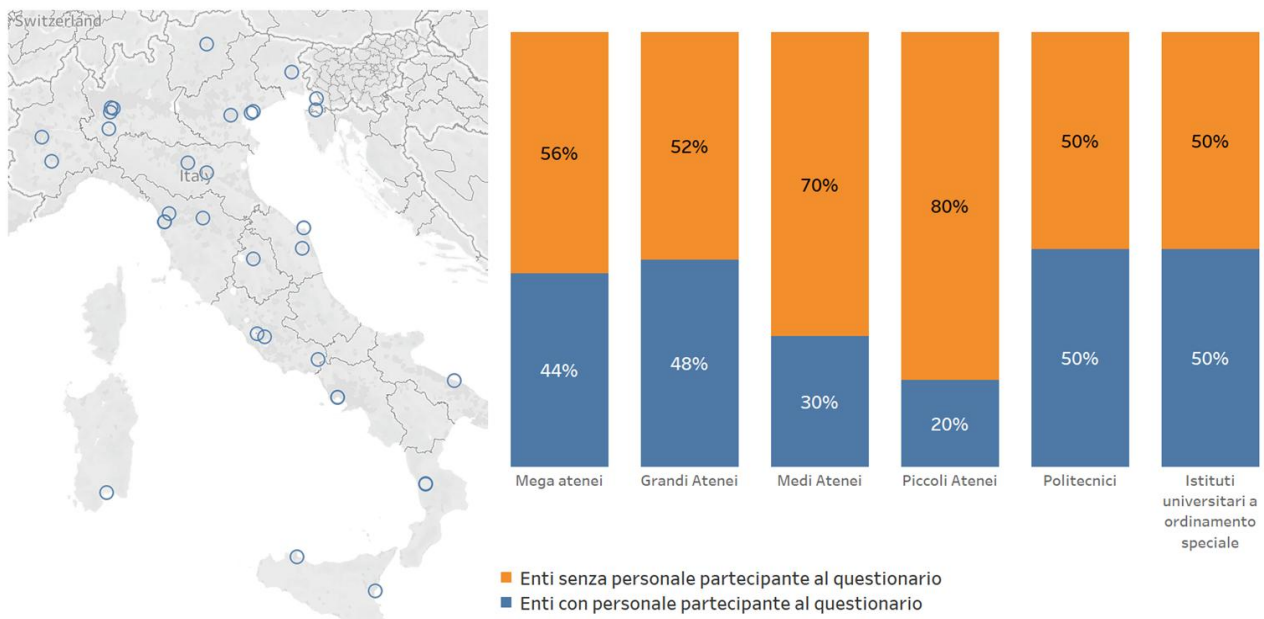 Switzerland
Italy
56%
52%
70%
80%
50%
50%
44%
48%
30%
20%
50%
50%
Mega atenei
Grandi Atenei
Medi Atenei
Piccoli Atenei
Politecnici
Istituti
universitari a
ordinamento
speciale
Enti senza personale partecipante al questionario
Enti con personale partecipante al questionario